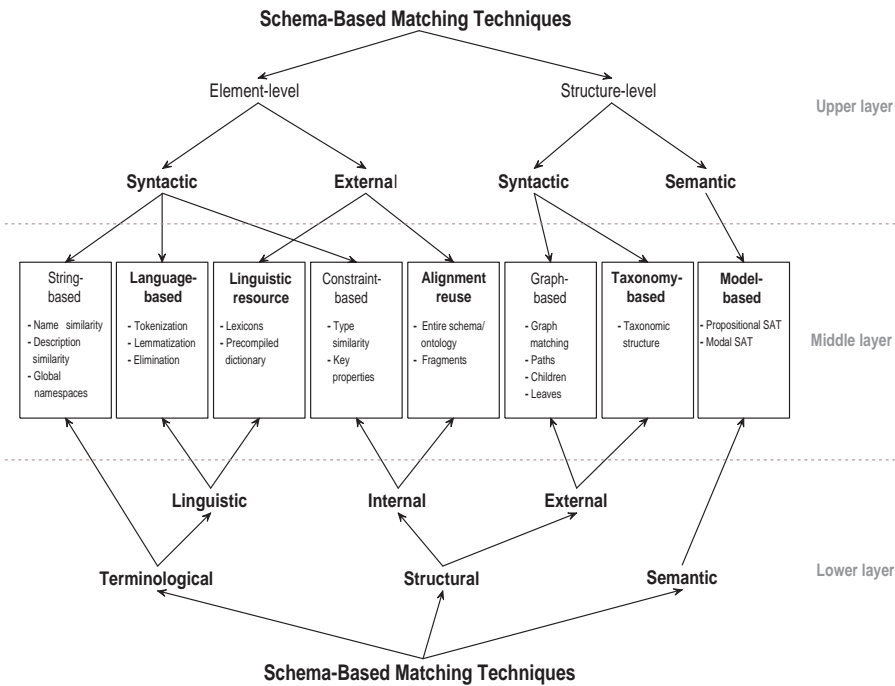 Schema-Based Matching Techniques
Element-level
Structure-level
Upper layer
Syntactic
External
Syntactic
Semantic
String-
based
- Name similarity
- Description
similarity
- Global
namespaces
Language-
based
- Tokenization
- Lemmatization
- Elimination
Linguistic
resource
- Lexicons
- Precompiled
dictionary
Constraint-
based
- Type
similarity
- Key
properties
Alignment
reuse
- Entire schema/
ontology
- Fragments
Graph-
based
- Graph
matching
- Paths
- Children
- Leaves
Taxonomy-
based
- Taxonomic
structure
Model-
based
- Propositional SAT
- Modal SAT
Middle layer
Linguistic
Internal
External
Terminological
Structural
Semantic
Lower layer
Schema-Based Matching Techniques